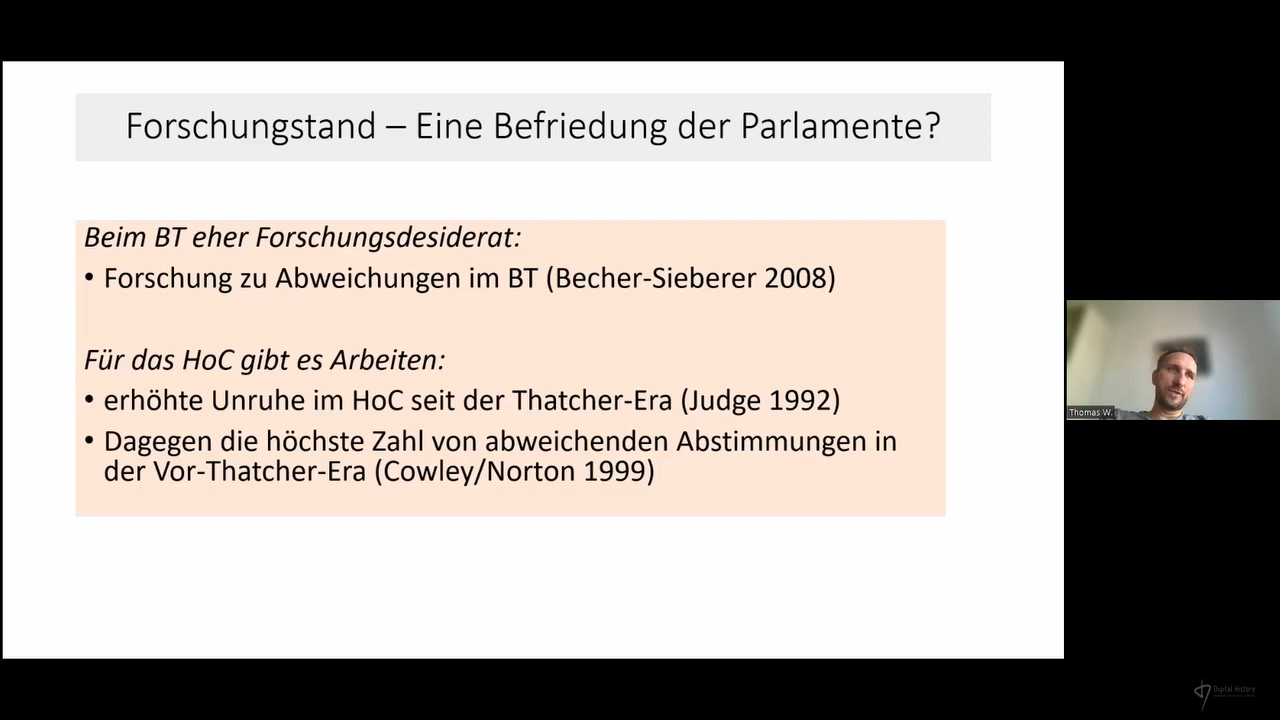 Forschungstand – Eine Befriedung der Parlamente?
Beim BT eher Forschungsdesiderat:
• Forschung zu Abweichungen im BT (Becher-Sieberer 2008)
Für das HoC gibt es Arbeiten:
• erhöhte Unruhe im HoC seit der Thatcher-Era (Judge 1992)
• Dagegen die höchste Zahl von abweichenden Abstimmungen in
der Vor-Thatcher-Era (Cowley/Norton 1999)
Thomas W.
Digital History